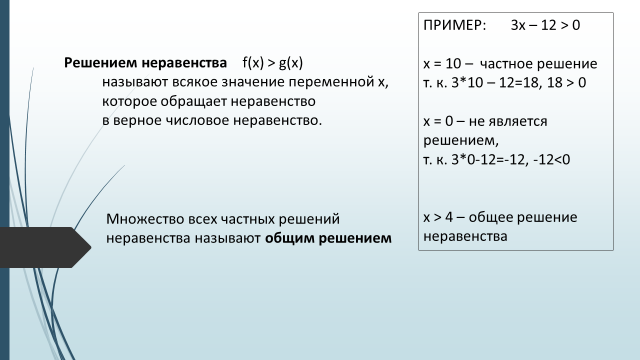 Решением неравенства f(x) > g(x)
называют всякое значение переменной х,
которое обращает неравенство
в верное числовое неравенство.
Множество всех частных решений
неравенства называют общим решением
ПРИМЕР: 3х – 12 > 0
х = 10 – частное решение
т. к. 3*10 – 12=18, 18 > 0
х = 0 – не является
решением,
т. к. 3*0-12=-12, -12<0
х > 4 – общее решение
неравенства